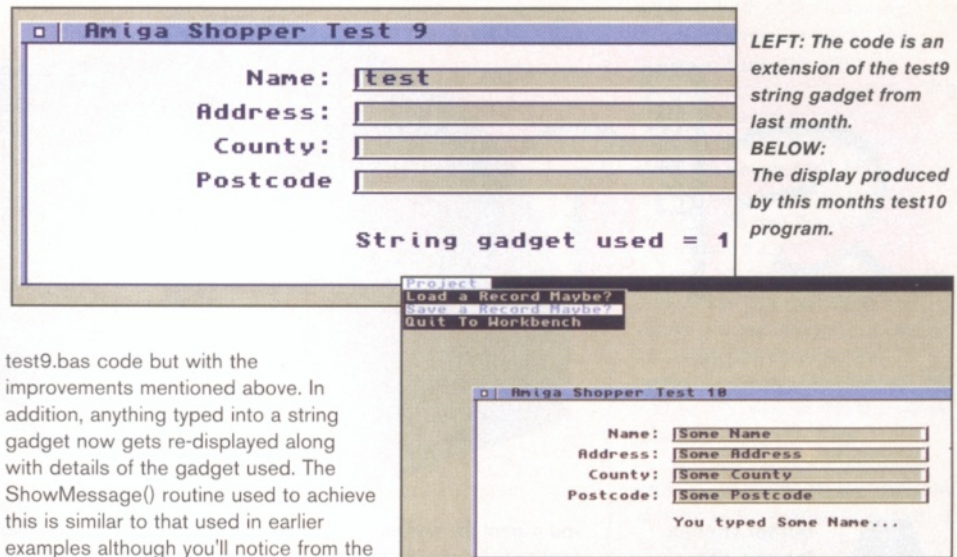 Amiga Shopper Test 9
Name: test
Address:
County:
Postcode
String gadget used = 1
LEFT: The code is an
extension of the test9
string gadget from
last month.
BELOW:
The display produced
by this months test10
program.
Project
Load a Record Maybe?
Save a Record Maybe?
Quit To Workbench
Amiga Shopper Test 10
Name: Some Name
Address: Some Address
County: Some County
Postcode: Some Postcode
You typed Some Name...
test9.bas code but with the
improvements mentioned above. In
addition, anything typed into a string
gadget now gets re-displayed along
with details of the gadget used. The
ShowMessage() routine used to achieve
this is similar to that used in earlier
examples although you'll notice from the